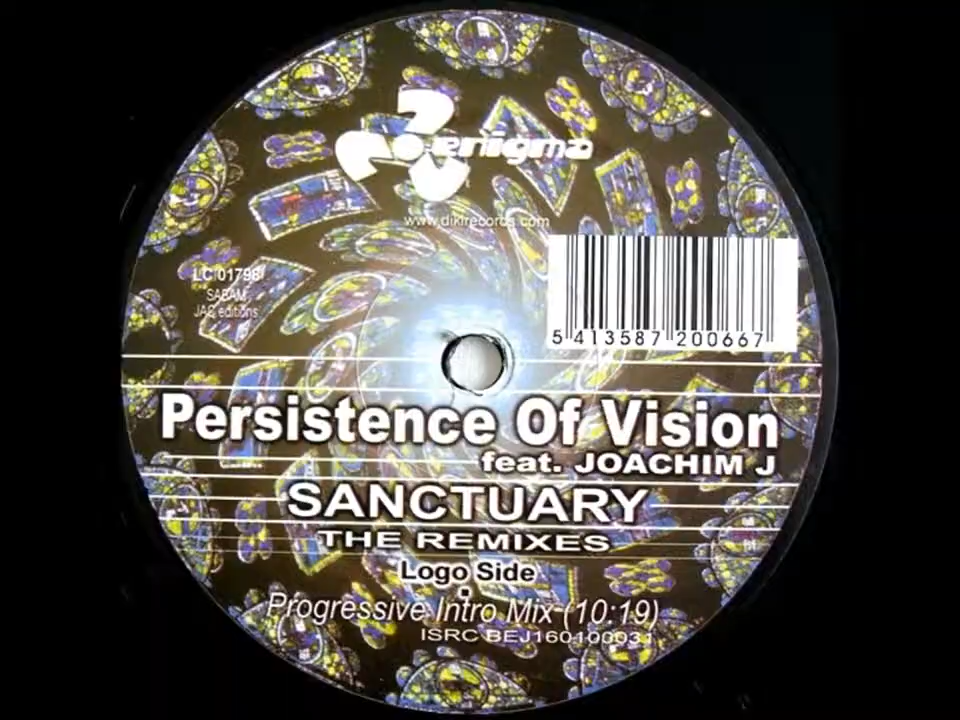 enigma
www.dikirecords.com
LC 01798
SABAM
JAC editions
5 413587 200667
Persistence Of Vision
feat. JOACHIM J
SANCTUARY
THE REMIXES
Logo Side
Progressive Intro Mix (10:19)
ISRC BEJ160100031